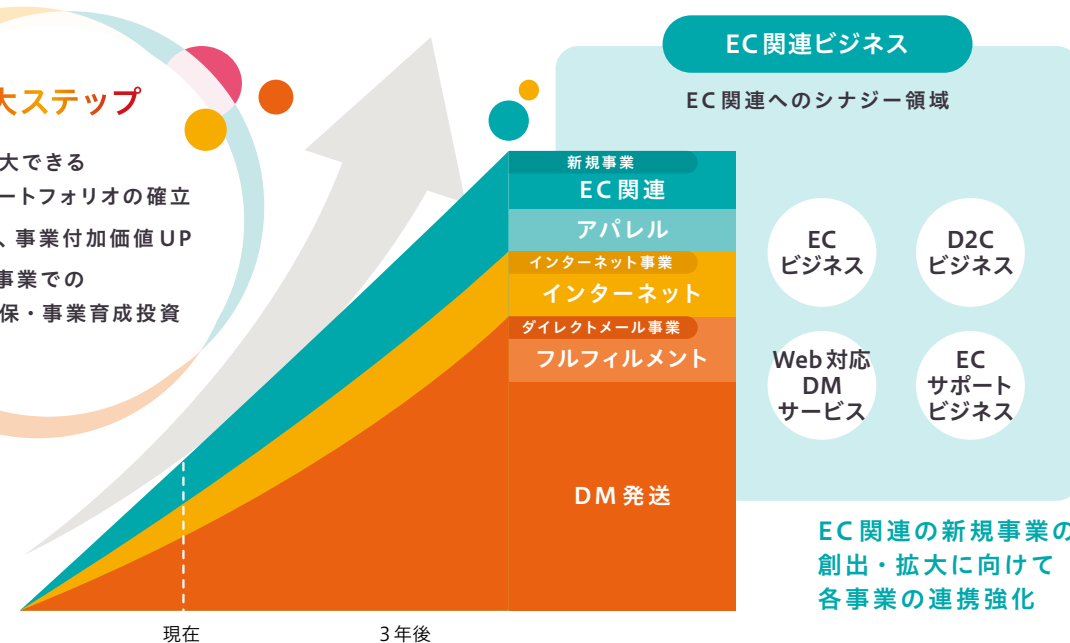 大ステップ
大できる
ートフォリオの確立
、事業付加価値UP
事業での
保・事業育成投資
EC関連ビジネス
EC関連へのシナジー領域
新規事業
EC関連
アパレル
インターネット事業
インターネット
ダイレクトメール事業
フルフィルメント
DM発送
EC
ビジネス
D2C
ビジネス
Web対応
DM
サービス
EC
サポート
ビジネス
EC関連の新規事業の
創出・拡大に向けて
各事業の連携強化
現在
3年後